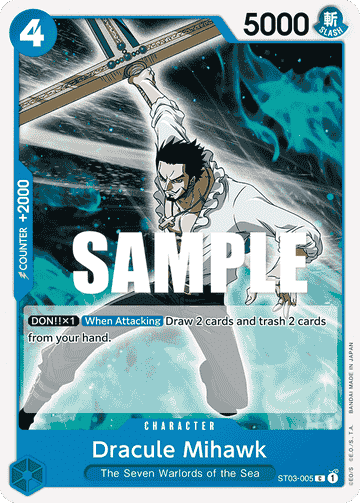 4
5000
斬
SLASH
COUNTER +2000
SAMPLE
DON!!×1 When Attacking Draw 2 cards and trash 2 cards
from your hand.
CHARACTER
Dracule Mihawk
The Seven Warlords of the Sea
ST03-005 C 1
©E.O./S. ©E.O./S., T.A. BANDAI MADE IN JAPAN